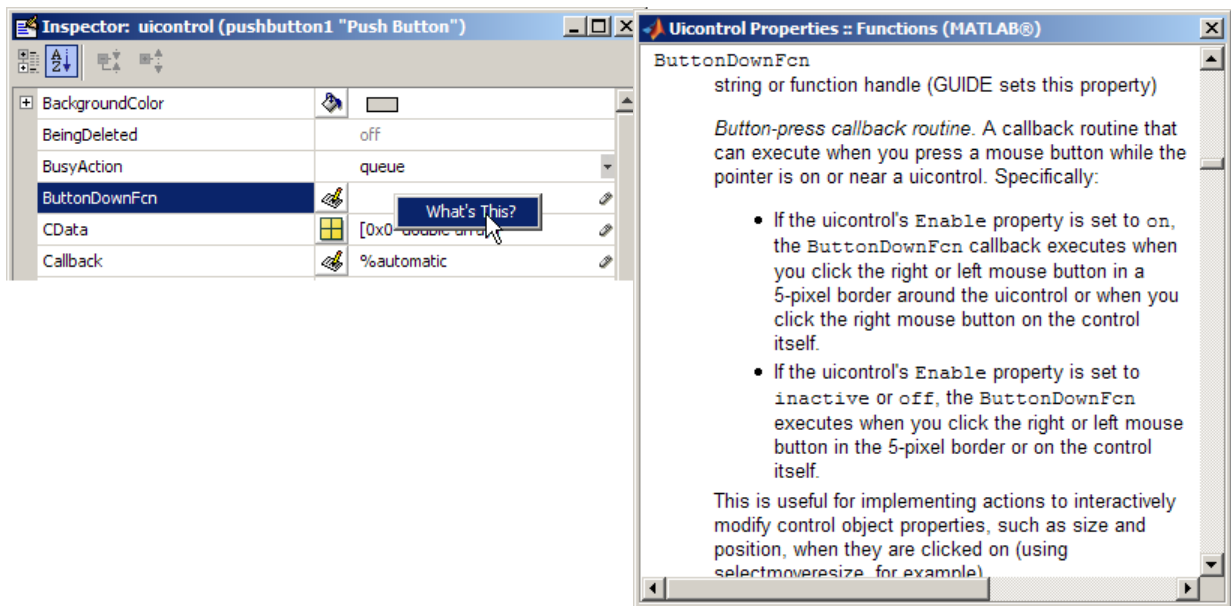 Inspector: uicontrol (pushbutton1 "Push Button")
BackgroundColor
BeingDeleted off
BusyAction queue
ButtonDownFcn
What's This?
CData [0x0 double array]
Callback %automatic
Uicontrol Properties :: Functions (MATLAB®)
ButtonDownFcn
string or function handle (GUIDE sets this property)
Button-press callback routine. A callback routine that
can execute when you press a mouse button while the
pointer is on or near a uicontrol. Specifically:
• If the uicontrol's Enable property is set to on,
the ButtonDownFcn callback executes when
you click the right or left mouse button in a
5-pixel border around the uicontrol or when you
click the right mouse button on the control
itself.
• If the uicontrol's Enable property is set to
inactive or off, the ButtonDownFcn
executes when you click the right or left mouse
button in the 5-pixel border or on the control
itself.
This is useful for implementing actions to interactively
modify control object properties, such as size and
position, when they are clicked on (using
selectmoveresize, for example)